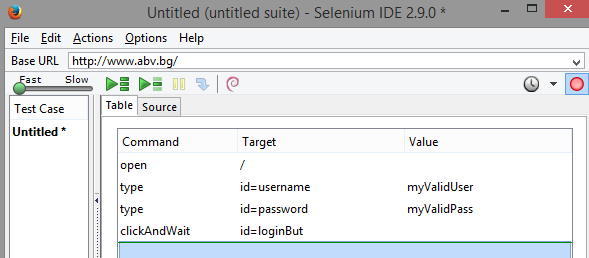 Untitled (untitled suite) - Selenium IDE 2.9.0 *
File Edit Actions Options Help
Base URL http://www.abv.bg/
Fast Slow
Test Case Table Source
Untitled *
Command Target Value
open /
type id=username myValidUser
type id=password myValidPass
clickAndWait id=loginBut